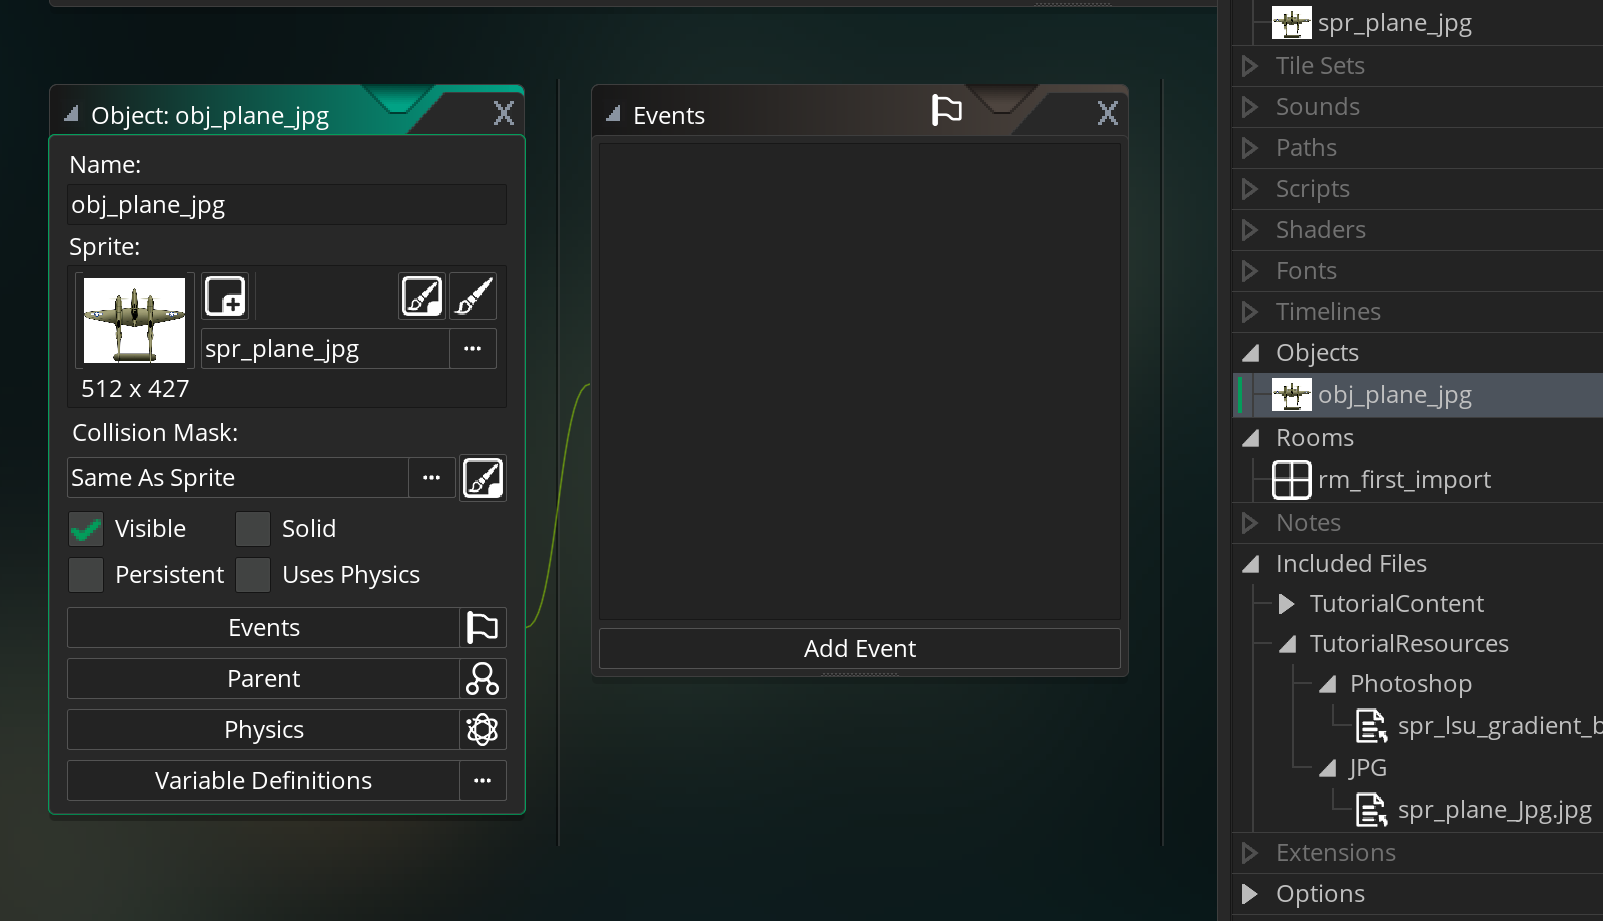 Object: obj_plane_jpg
Name:
obj_plane_jpg
Sprite:
spr_plane_jpg
512 x 427
Collision Mask:
Same As Sprite
Visible
Solid
Persistent
Uses Physics
Events
Parent
Physics
Variable Definitions
Events
Add Event
spr_plane_jpg
Tile Sets
Sounds
Paths
Scripts
Shaders
Fonts
Timelines
Objects
obj_plane_jpg
Rooms
rm_first_import
Notes
Included Files
TutorialContent
TutorialResources
Photoshop
spr_lsu_gradient_b
JPG
spr_plane_Jpg.jpg
Extensions
Options